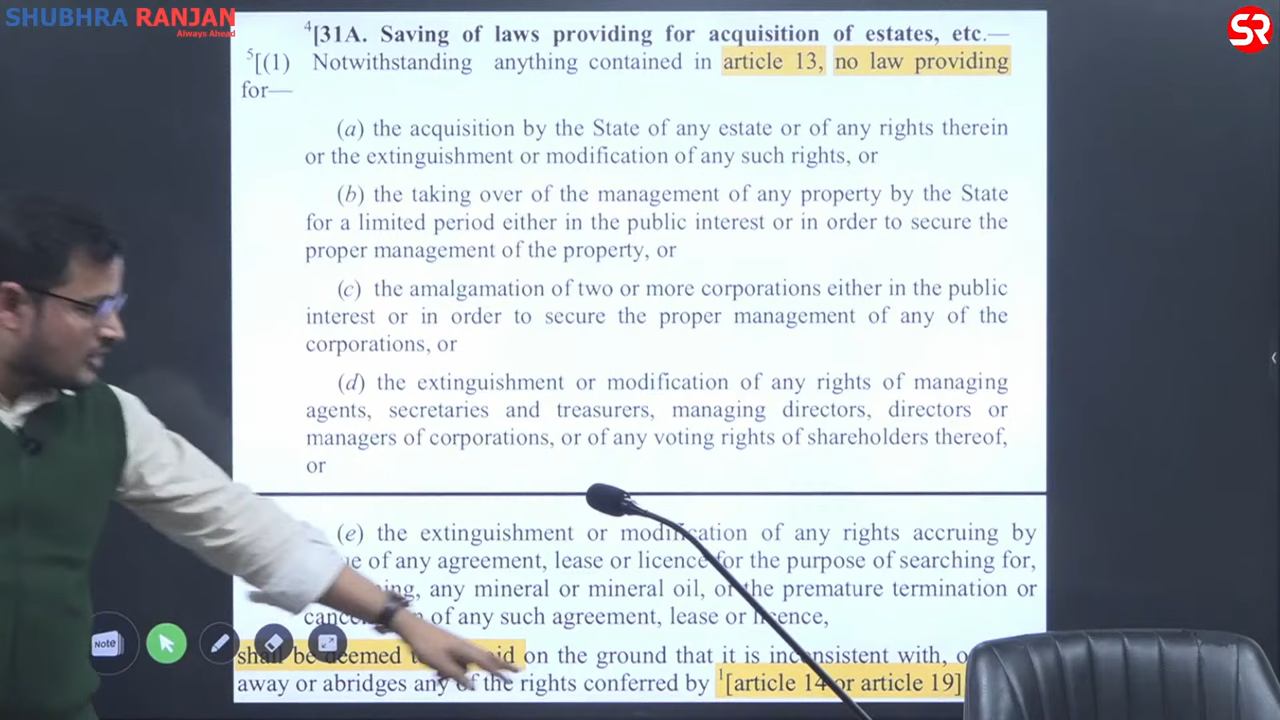 SHUBHRA RANJAN
Always Ahead
SR
4[31A. Saving of laws providing for acquisition of estates, etc.—
5[(1) Notwithstanding anything contained in article 13, no law providing
for—
(a) the acquisition by the State of any estate or of any rights therein
or the extinguishment or modification of any such rights, or
(b) the taking over of the management of any property by the State
for a limited period either in the public interest or in order to secure the
proper management of the property, or
(c) the amalgamation of two or more corporations either in the public
interest or in order to secure the proper management of any of the
corporations, or
(d) the extinguishment or modification of any rights of managing
agents, secretaries and treasurers, managing directors, directors or
managers of corporations, or of any voting rights of shareholders thereof,
or
(e) the extinguishment or modification of any rights accruing by
of any agreement, lease or licence for the purpose of searching for,
any mineral or mineral oil, or the premature termination or
of any such agreement, lease or licence,
shall be deemed on the ground that it is inconsistent with,
away or abridges any of the rights conferred by 1[article 14 or article 19]
Note